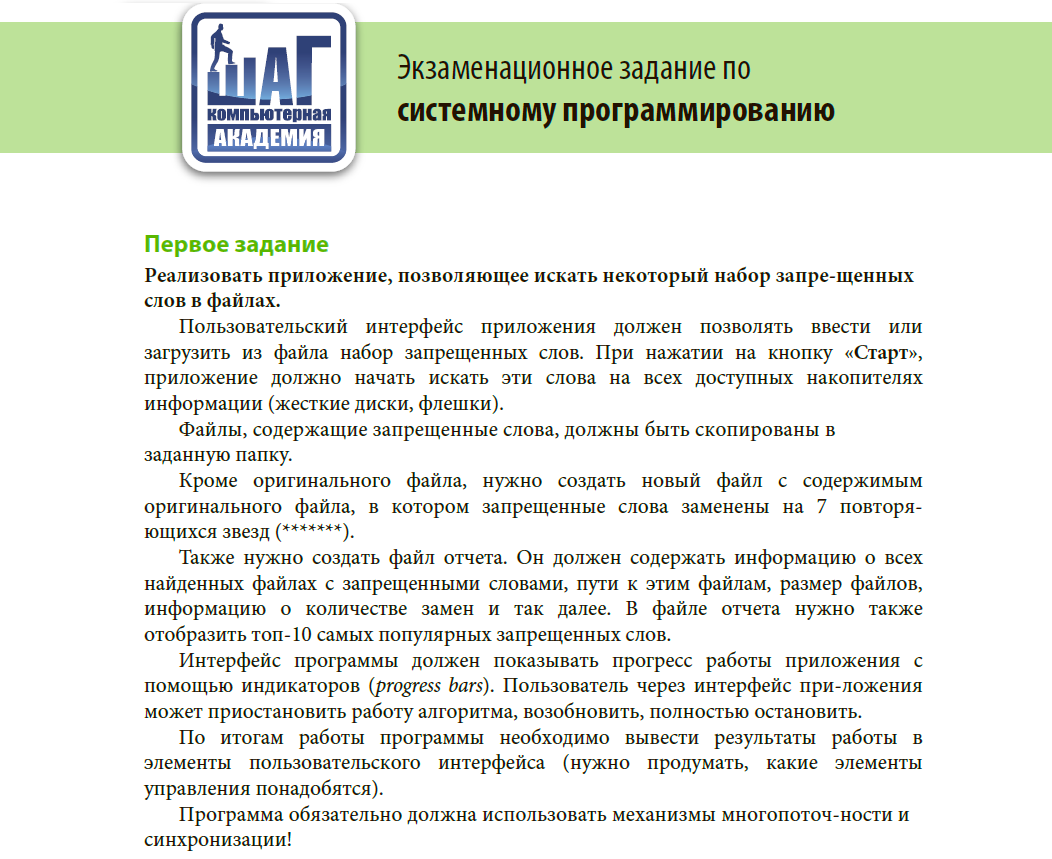 ШАГ
КОМПЬЮТЕРНАЯ
АКАДЕМИЯ
Экзаменационное задание по
системному программированию
Первое задание
Реализовать приложение, позволяющее искать некоторый набор запре-щенных
слов в файлах.
Пользовательский интерфейс приложения должен позволять ввести или
загрузить из файла набор запрещенных слов. При нажатии на кнопку «Старт»,
приложение должно начать искать эти слова на всех доступных накопителях
информации (жесткие диски, флешки).
Файлы, содержащие запрещенные слова, должны быть скопированы в
заданную папку.
Кроме оригинального файла, нужно создать новый файл с содержимым
оригинального файла, в котором запрещенные слова заменены на 7 повторя-
ющихся звезд (*******).
Также нужно создать файл отчета. Он должен содержать информацию о всех
найденных файлах с запрещенными словами, пути к этим файлам, размер файлов,
информацию о количестве замен и так далее. В файле отчета нужно также
отобразить топ-10 самых популярных запрещенных слов.
Интерфейс программы должен показывать прогресс работы приложения с
помощью индикаторов (progress bars). Пользователь через интерфейс при-ложения
может приостановить работу алгоритма, возобновить, полностью остановить.
По итогам работы программы необходимо вывести результаты работы в
элементы пользовательского интерфейса (нужно продумать, какие элементы
управления понадобятся).
Программа обязательно должна использовать механизмы многопоточ-ности и
синхронизации!